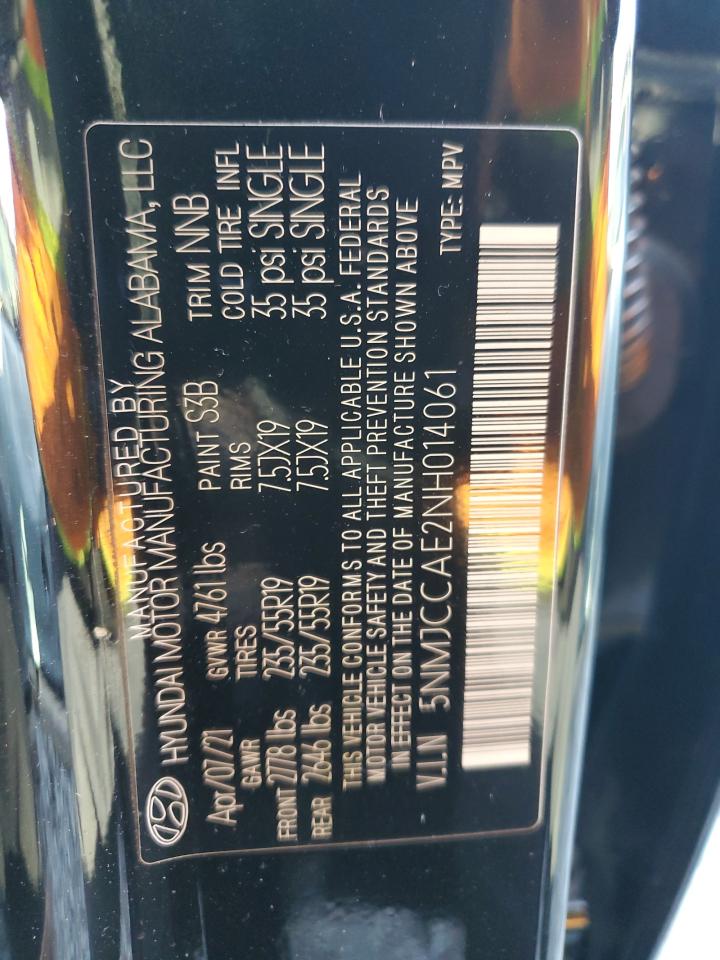 MANUFACTURED BY
HYUNDAI MOTOR MANUFACTURING ALABAMA, LLC
Apr/07/21 GVWR 4761 lbs PAINT S3B TRIM NNB
GAWR TIRES RIMS COLD TIRE INFL
FRONT 2778 lbs 235/55R19 7.5JX19 35 psi SINGLE
REAR 2646 lbs 235/55R19 7.5JX19 35 psi SINGLE
THIS VEHICLE CONFORMS TO ALL APPLICABLE U.S.A. FEDERAL
MOTOR VEHICLE SAFETY AND THEFT PREVENTION STANDARDS
IN EFFECT ON DATE OF MANUFACTURE SHOWN ABOVE
V.I.N 5NMJCCAE2NH014061 TYPE: MPV